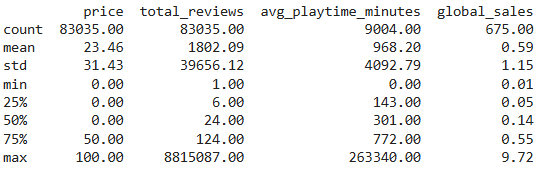 price total_reviews avg_playtime_minutes global_sales
count 83035.00 83035.00 9004.00 675.00
mean 23.46 1802.09 968.20 0.59
std 31.43 39656.12 4092.79 1.15
min 0.00 1.00 0.00 0.01
25% 0.00 6.00 143.00 0.05
50% 0.00 24.00 301.00 0.14
75% 50.00 124.00 772.00 0.55
max 100.00 8815087.00 263340.00 9.72